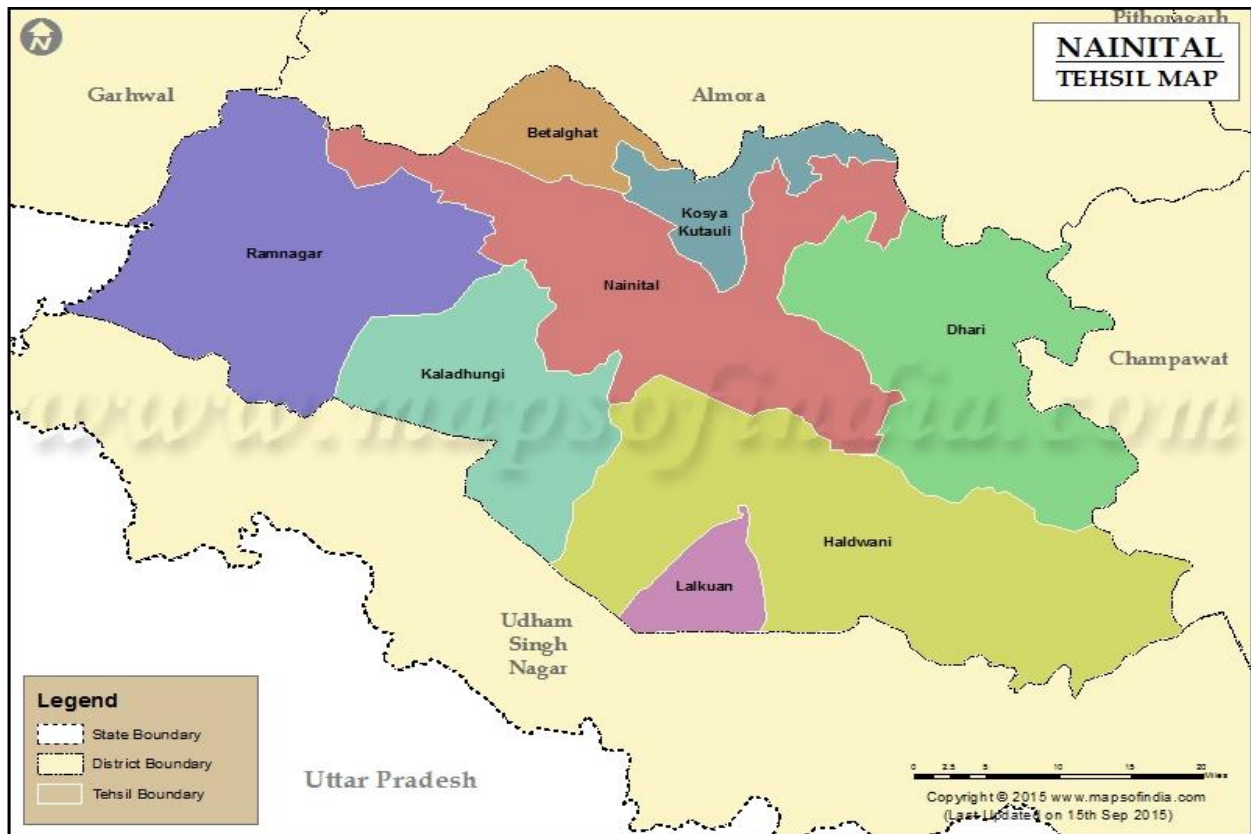 N
Pithoragarh
NAINITAL
TEHSIL MAP
Garhwal
Almora
Betalghat
Kosya
Kutauli
Ramnagar
Nainital
Dhari
Champawat
Kaladhungi
www.mapsofindia.com
Haldwani
Lalkuan
Udham
Singh
Nagar
Legend
State Boundary
District Boundary
Tehsil Boundary
Uttar Pradesh
0 2.5 5 10 15 20
Miles
Copyright © 2015 www.mapsofindia.com
(Last Updated on 15th Sep 2015)